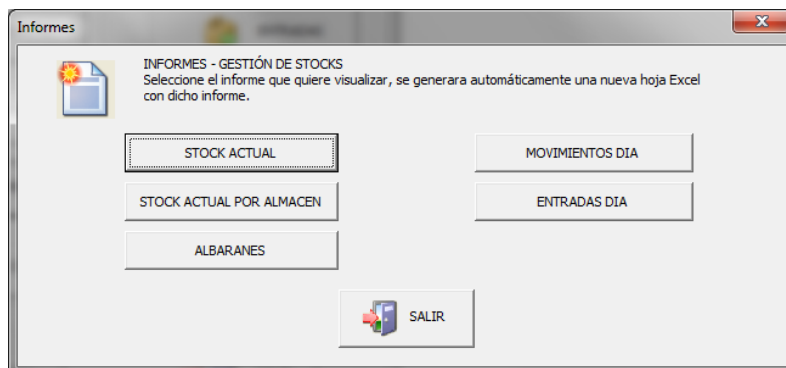 Informes
INFORMES - GESTIÓN DE STOCKS
Seleccione el informe que quiere visualizar, se generara automáticamente una nueva hoja Excel
con dicho informe.
STOCK ACTUAL
MOVIMIENTOS DIA
STOCK ACTUAL POR ALMACEN
ENTRADAS DIA
ALBARANES
SALIR